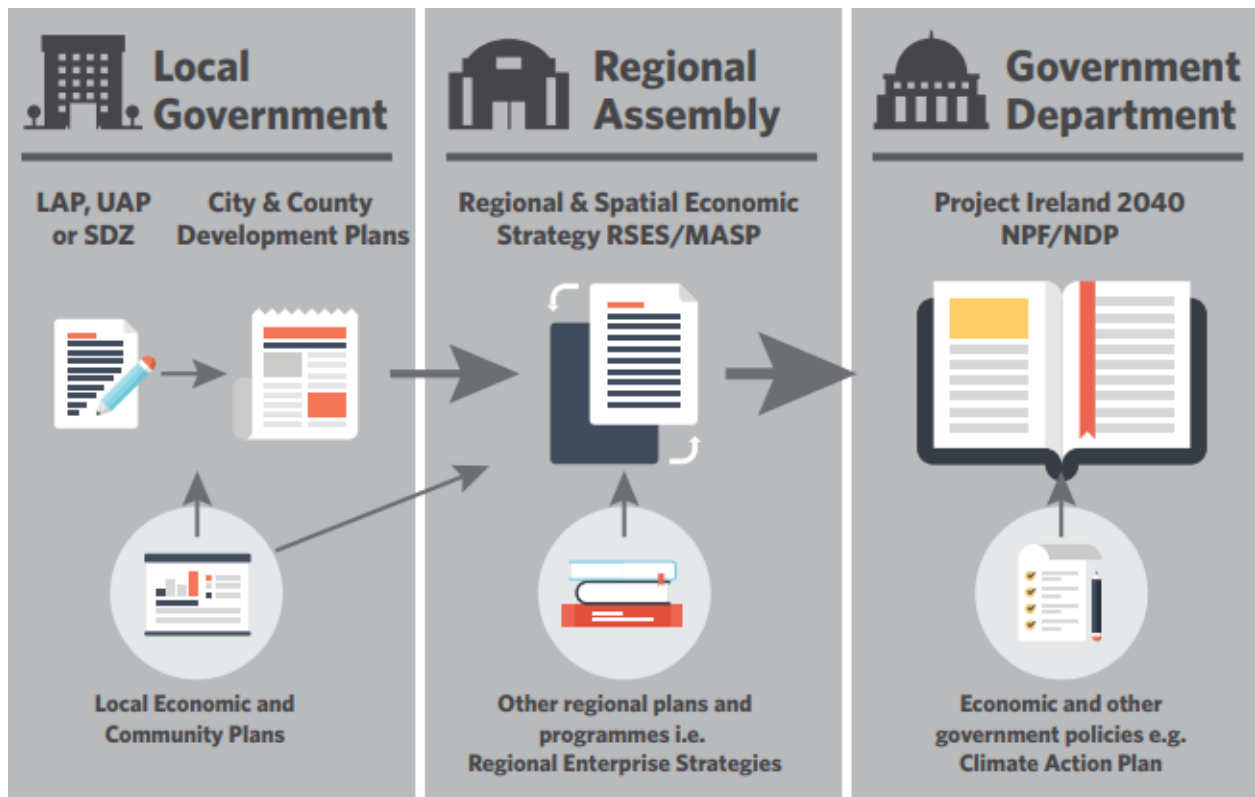 Local
Government
LAP, UAP
or SDZ
City & County
Development Plans
Local Economic and
Community Plans
Regional
Assembly
Regional & Spatial Economic
Strategy RSES/MASP
Other regional plans and
programmes i.e.
Regional Enterprise Strategies
Government
Department
Project Ireland 2040
NPF/NDP
Economic and other
government policies e.g.
Climate Action Plan